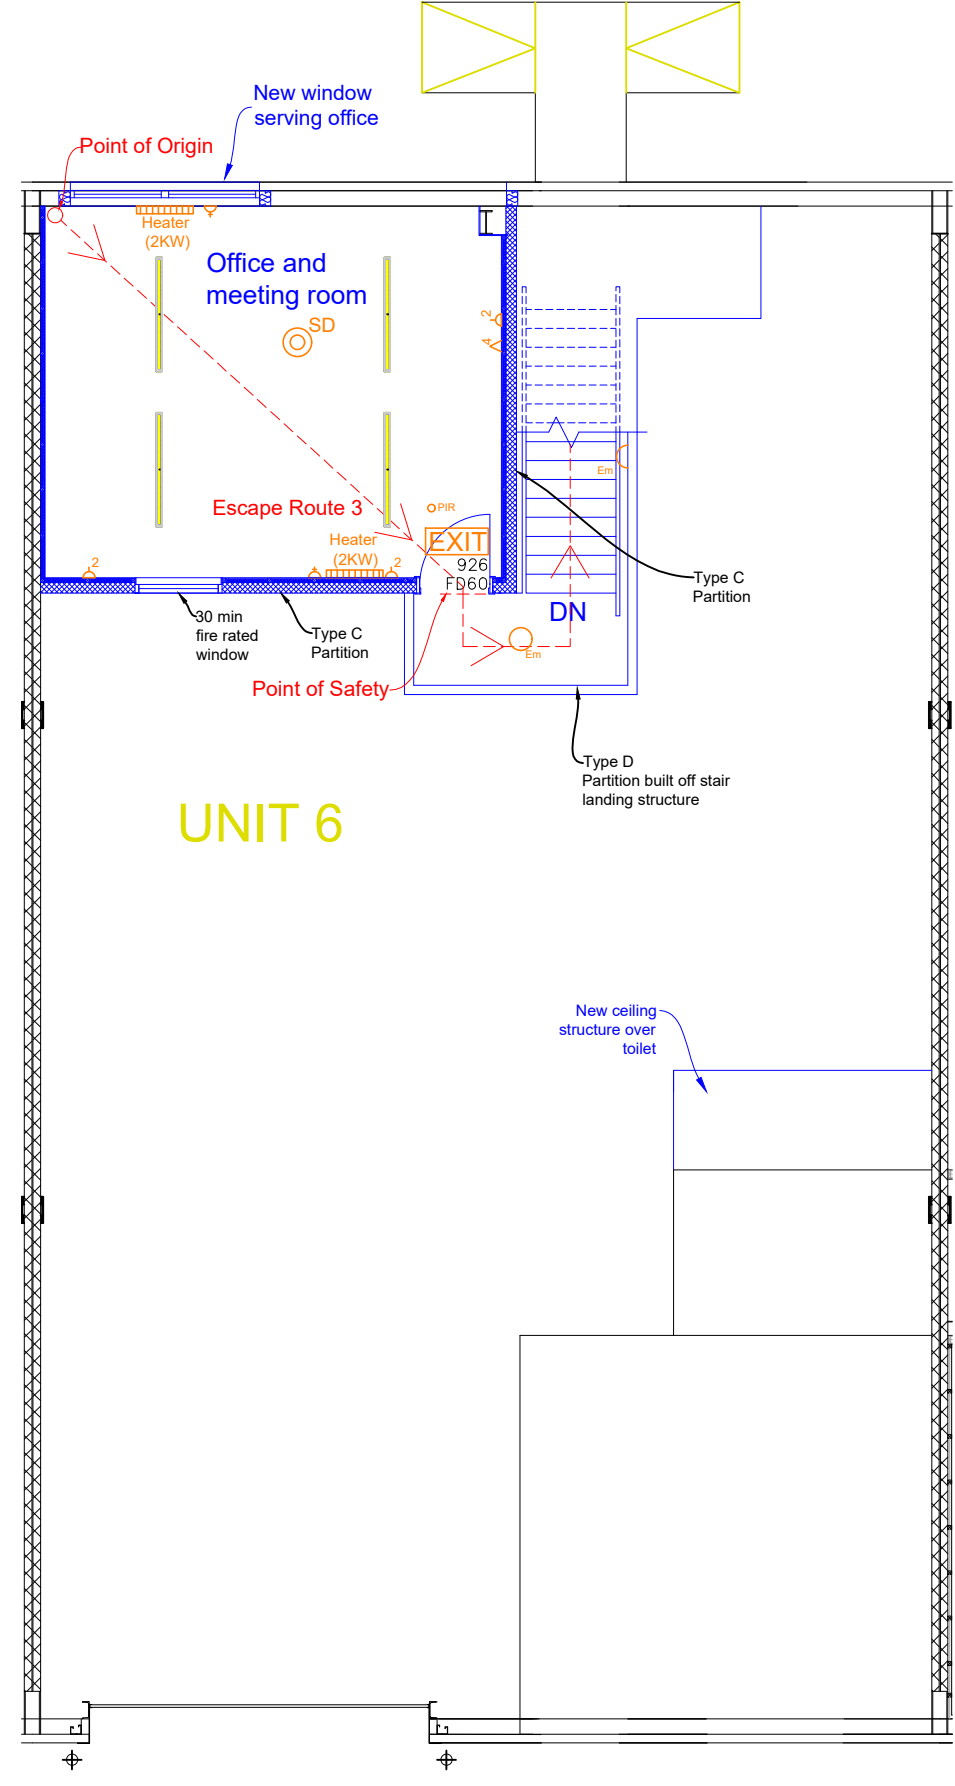 New window
serving office
Point of Origin
Heater
(2KW)
Office and
meeting room
SD
2
4
Em
Escape Route 3
PIR
EXIT
Heater
(2KW)
2
2
926
FD60
Type C
Partition
DN
30 min
fire rated
window
Type C
Partition
Em
Point of Safety
Type D
Partition built off stair
landing structure
UNIT 6
New ceiling
structure over
toilet